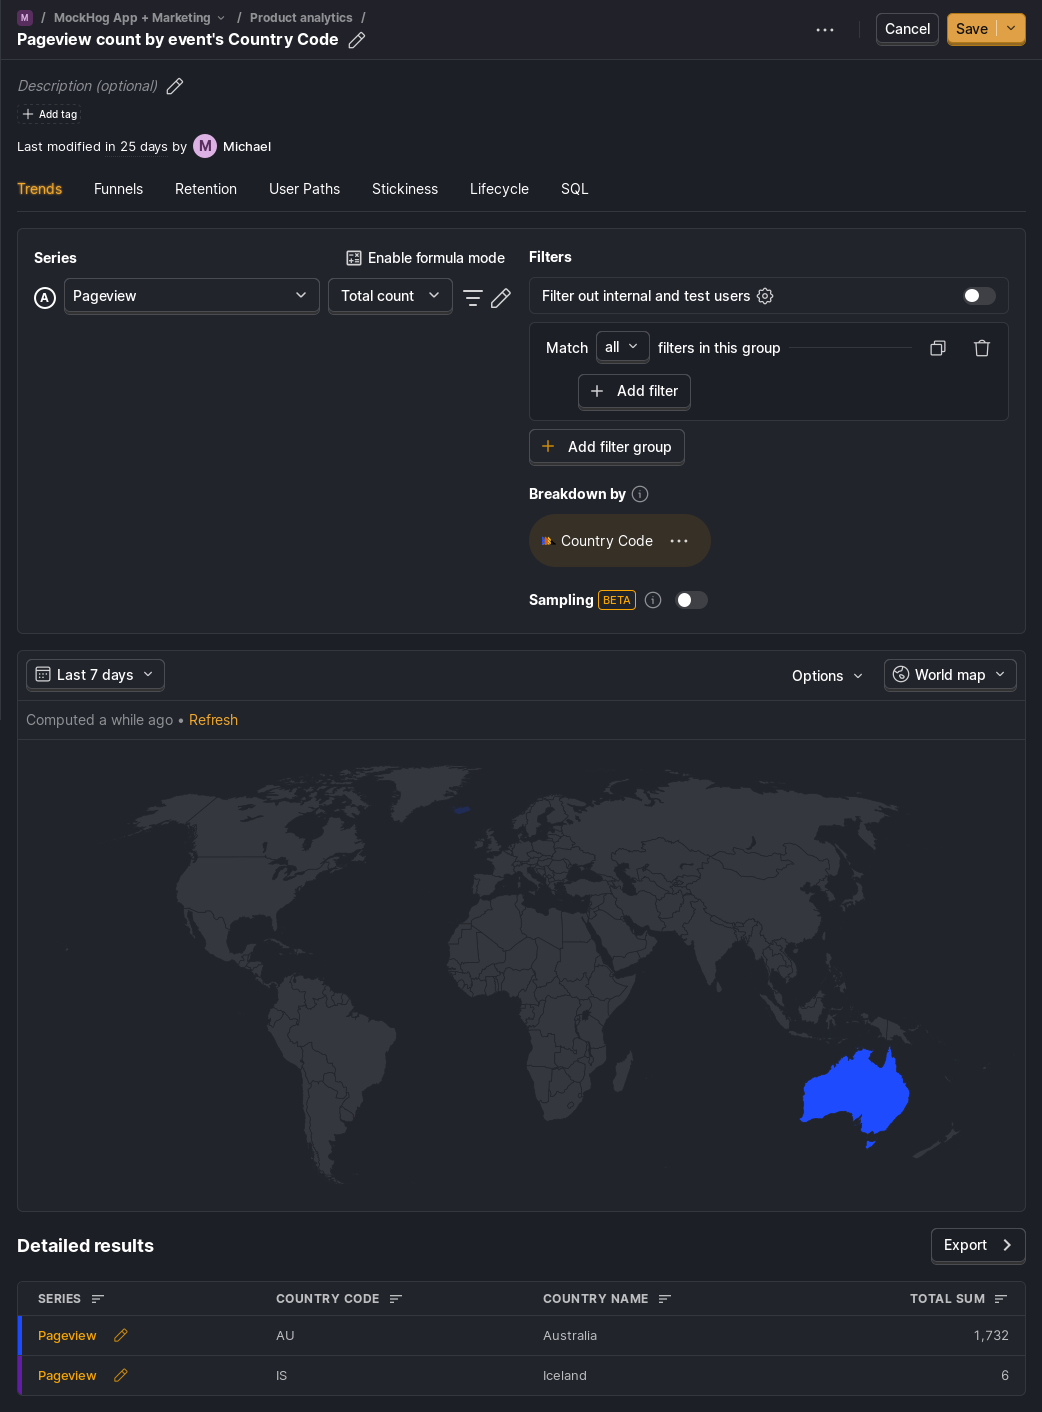 M / MockHog App + Marketing / Product analytics /
Pageview count by event's Country Code
Cancel
Save
Description (optional)
Add tag
Last modified in 25 days by M Michael
Trends Funnels Retention User Paths Stickiness Lifecycle SQL
Series
Enable formula mode
A Pageview Total count
Filters
Filter out internal and test users
Match all filters in this group
Add filter
Add filter group
Breakdown by
Country Code
Sampling BETA
Last 7 days
Options
World map
Computed a while ago • Refresh
Detailed results
Export
SERIES COUNTRY CODE COUNTRY NAME TOTAL SUM
Pageview AU Australia 1,732
Pageview IS Iceland 6